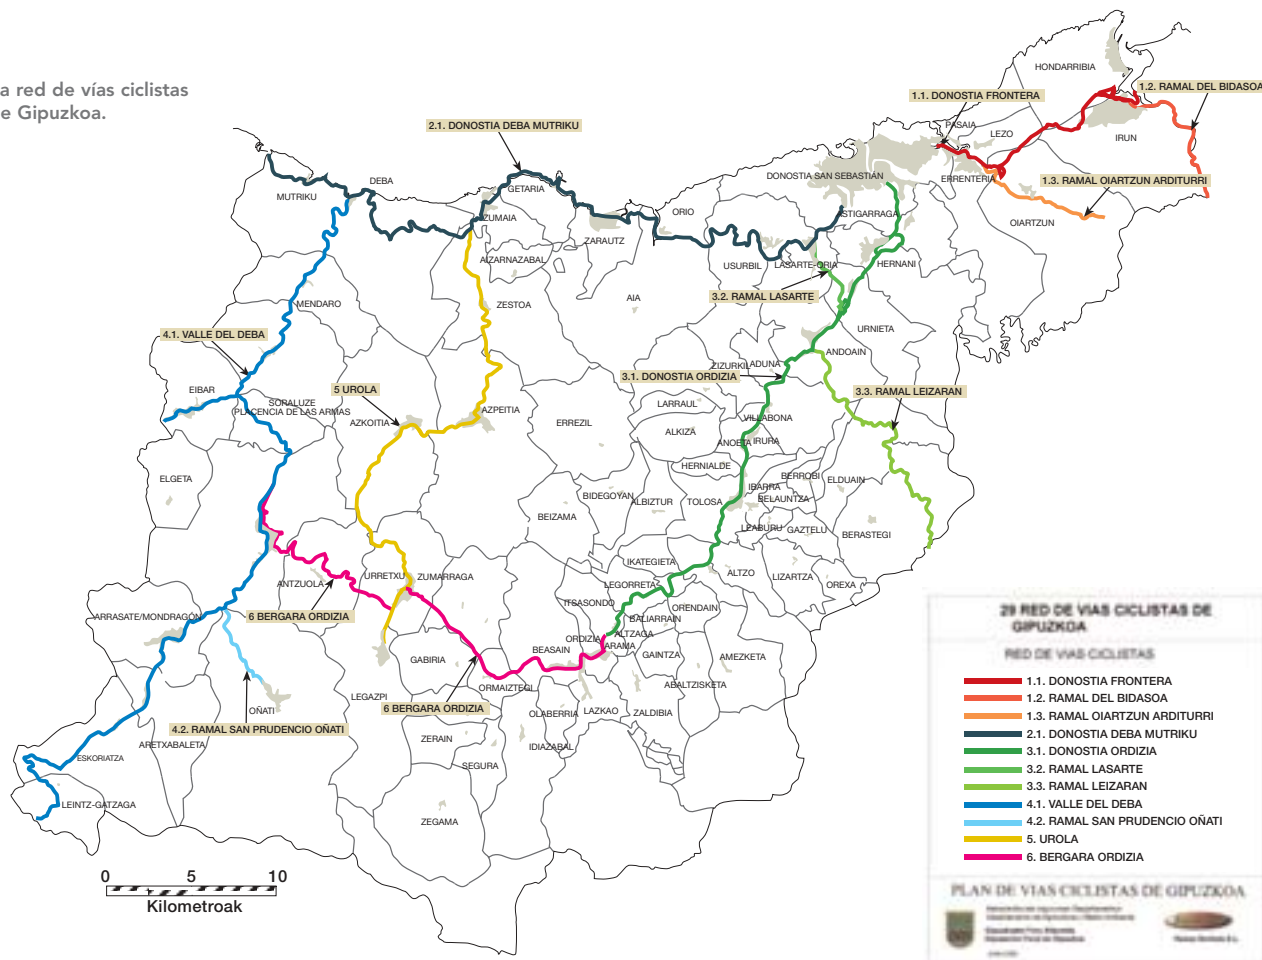 a red de vías ciclistas
e Gipuzkoa.
HONDARRIBIA
1.2. RAMAL DEL BIDASOA
1.1. DONOSTIA FRONTERA
PASAIA
LEZO
IRUN
2.1. DONOSTIA DEBA MUTRIKU
DONOSTIA SAN SEBASTIÁN
ERRENTERIA
1.3. RAMAL OIARTZUN ARDITURRI
OIARTZUN
DEBA
MUTRIKU
GETARIA
ZUMAIA
ORIO
ZARAUTZ
ASTIGARRAGA
AIZARNAZABAL
USURBIL
LASARTE-ORIA
HERNANI
3.2. RAMAL LASARTE
AIA
ZESTOA
MENDARO
URNIETA
4.1. VALLE DEL DEBA
ANDOAIN
ZIZURKIL
ADUNA
3.1. DONOSTIA ORDIZIA
EIBAR
5 UROLA
3.3. RAMAL LEIZARAN
SORALUZE
PLACENCIA DE LAS ARMAS
LARRAUL
AZPEITIA
AZKOITIA
ERREZIL
VILLABONA
ALKIZA
ANOETA
IRURA
HERNIALDE
ELGETA
BERROBI
ELDUAIN
IBARRA
BIDEGOYAN
ALBIZTUR
TOLOSA
BELAUNTZA
BEIZAMA
LEABURU
GAZTELU
BERASTEGI
IKATEGIETA
ALTZO
LIZARTZA
OREXA
ANTZUOLA
URRETXU
ZUMARRAGA
LEGORRETA
ITSASONDO
ORENDAIN
BALIARRAIN
ARRASATE/MONDRAGÓN
6 BERGARA ORDIZIA
ALTZAGA
ORDIZIA
ARAMA
BEASAIN
GAINTZA
AMEZKETA
GABIRIA
ORMAIZTEGI
ABALTZISKETA
LEGAZPI
6 BERGARA ORDIZIA
OÑATI
OLABERRIA
LAZKAO
ZALDIBIA
4.2. RAMAL SAN PRUDENCIO OÑATI
ARETXABALETA
ZERAIN
IDIAZABAL
ESKORIATZA
SEGURA
LEINTZ-GATZAGA
ZEGAMA
0 5 10
Kilometroak
29 RED DE VIAS CICLISTAS DE
GIPUZKOA
RED DE VIAS CICLISTAS
1.1. DONOSTIA FRONTERA
1.2. RAMAL DEL BIDASOA
1.3. RAMAL OIARTZUN ARDITURRI
2.1. DONOSTIA DEBA MUTRIKU
3.1. DONOSTIA ORDIZIA
3.2. RAMAL LASARTE
3.3. RAMAL LEIZARAN
4.1. VALLE DEL DEBA
4.2. RAMAL SAN PRUDENCIO OÑATI
5. UROLA
6. BERGARA ORDIZIA
PLAN DE VIAS CICLISTAS DE GIPUZKOA